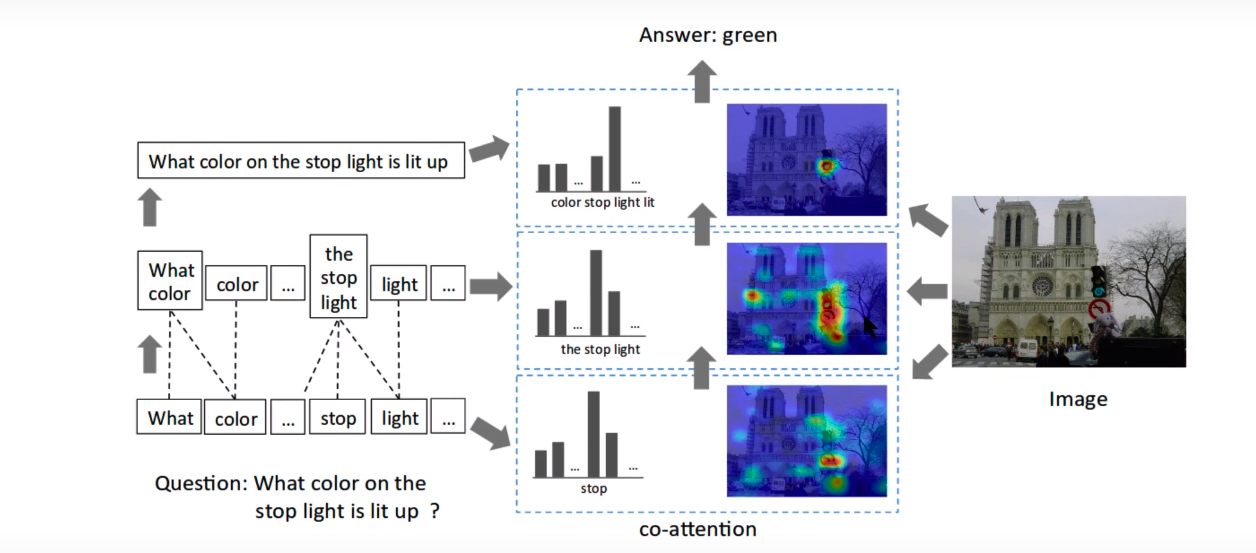 Answer: green
What color on the stop light is lit up
... ...
color stop light lit
What
color
color
...
the
stop
light
light
...
... ...
the stop light
What
color
...
stop
light
...
... ...
stop
Image
Question: What color on the
stop light is lit up ?
co-attention